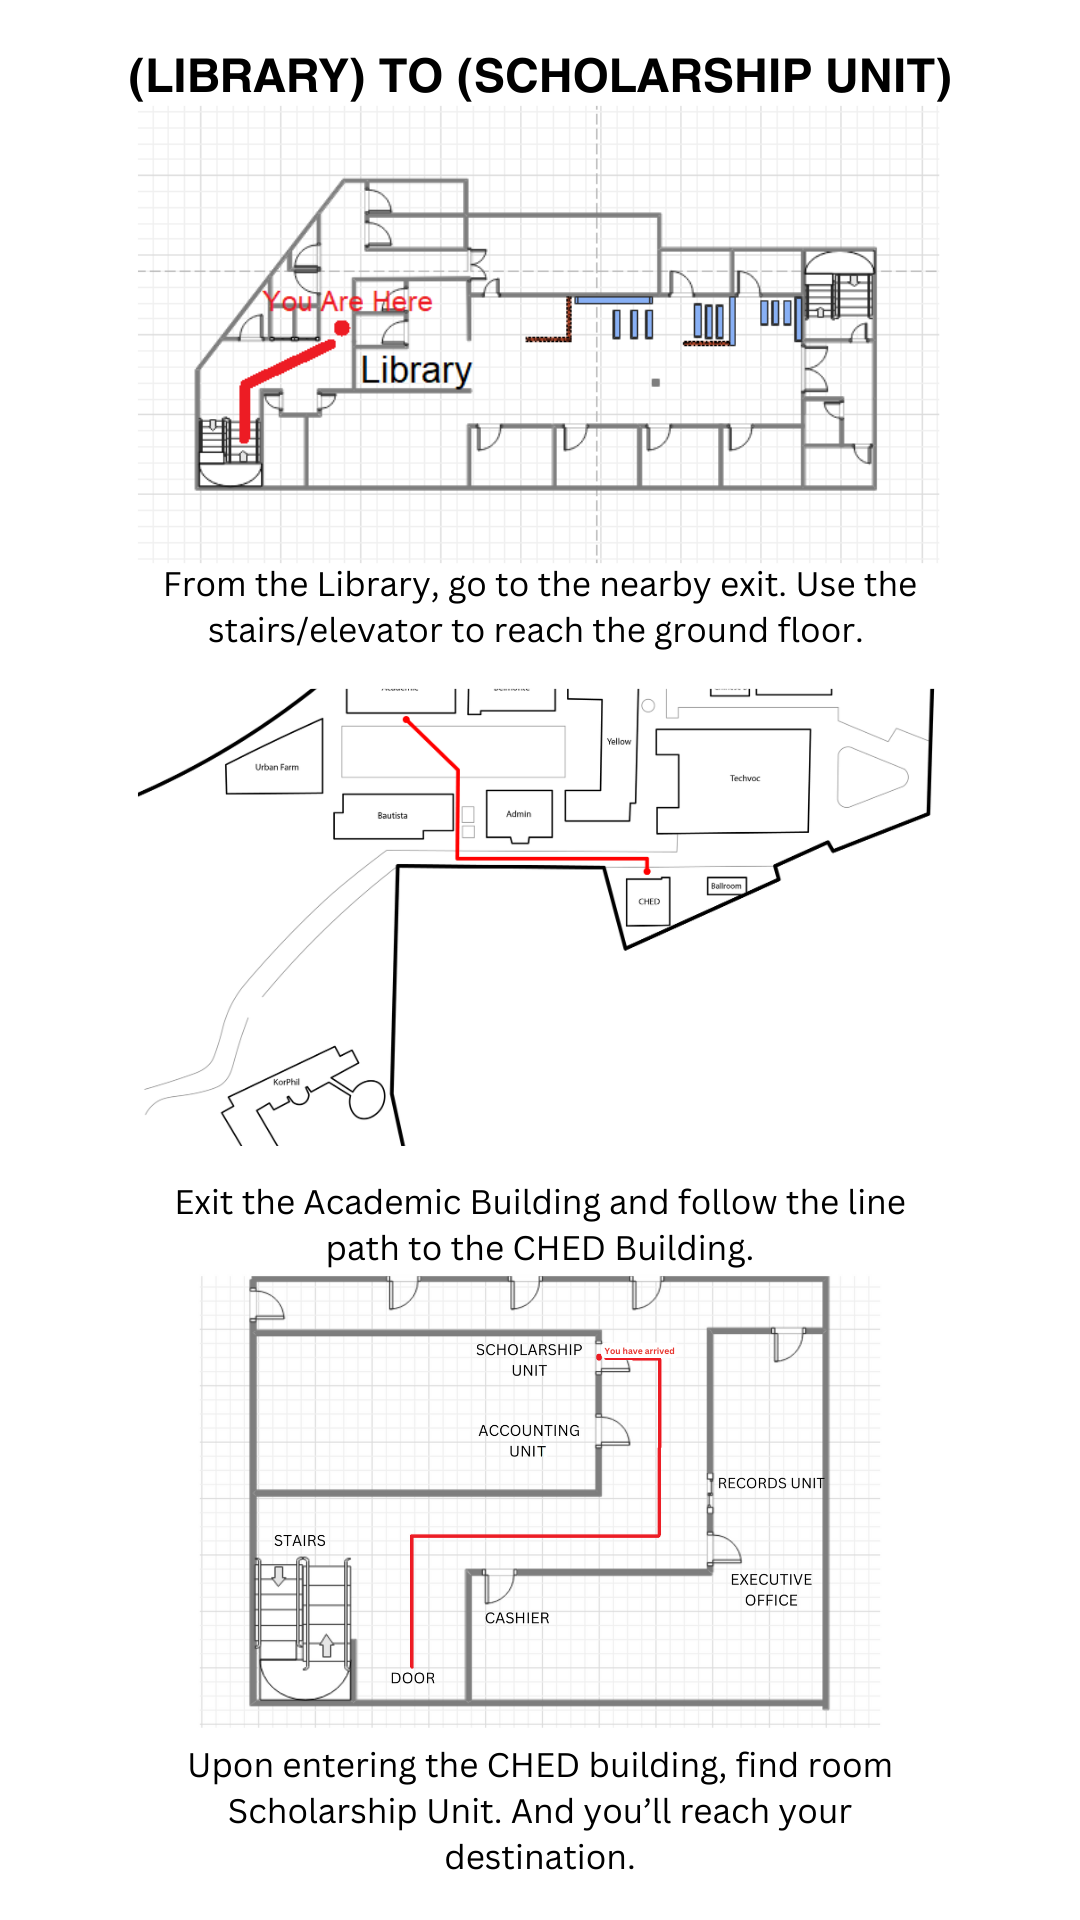 (LIBRARY) TO (SCHOLARSHIP UNIT)
You Are Here
Library
From the Library, go to the nearby exit. Use the
stairs/elevator to reach the ground floor.
Academic
Belmonte
Yellow
Urban Farm
Techvoc
Bautista
Admin
CHED
Ballroom
KorPhil
Exit the Academic Building and follow the line
path to the CHED Building.
SCHOLARSHIP
UNIT
You have arrived
ACCOUNTING
UNIT
RECORDS UNIT
STAIRS
EXECUTIVE
OFFICE
CASHIER
DOOR
Upon entering the CHED building, find room
Scholarship Unit. And you’ll reach your
destination.